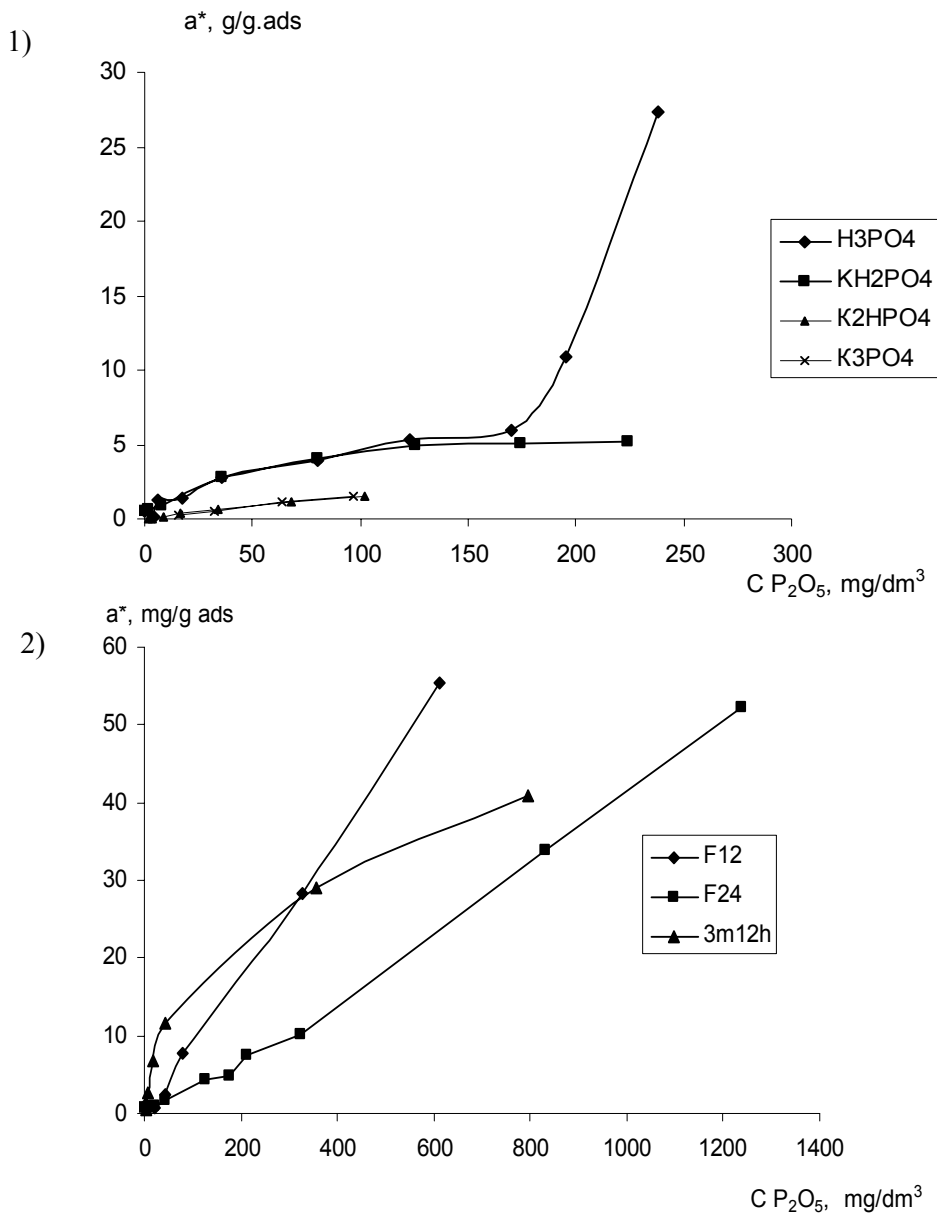 a*, g/g.ads
1)
30
25
20
15
10
5
0
0 50 100 150 200 250 300
C P₂O₅, mg/dm³
H3PO4
KH2PO4
K2HPO4
K3PO4
a*, mg/g ads
2)
60
50
40
30
20
10
0
0 200 400 600 800 1000 1200 1400
C P₂O₅, mg/dm³
F12
F24
3m12h